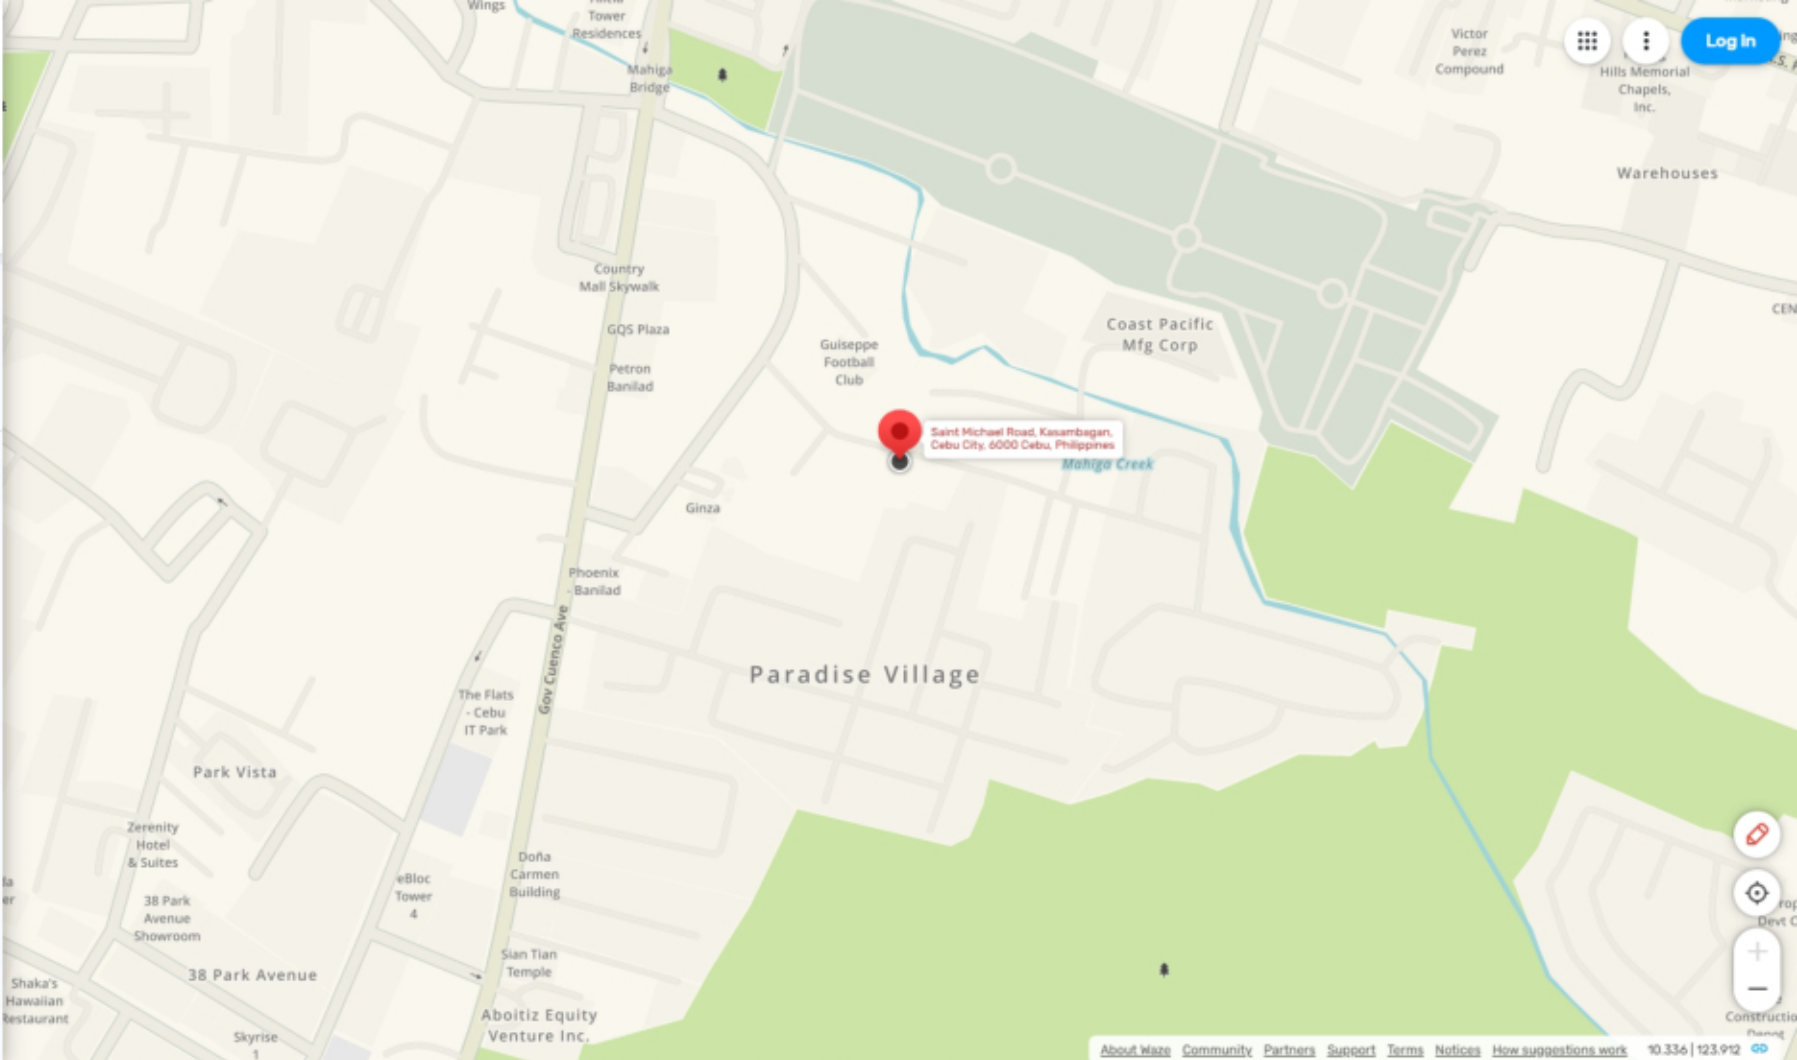 Wings
Tower
Residences
Mahiga
Bridge
Victor
Perez
Compound
Log In
Hills Memorial
Chapels,
Inc.
Warehouses
Country
Mall Skywalk
GQS Plaza
Petron
Banilad
Guiseppe
Football
Club
Coast Pacific
Mfg Corp
CEN
Saint Michael Road, Kasambagan,
Cebu City, 6000 Cebu, Philippines
Mahiga Creek
Ginza
Phoenix
- Banilad
Gov Cuenco Ave
Paradise Village
The Flats
- Cebu
IT Park
Park Vista
Zerenity
Hotel
& Suites
Doña
Carmen
Building
eBloc
Tower
4
38 Park
Avenue
Showroom
Devt C
Sian Tian
Temple
38 Park Avenue
Shaka's
Hawaiian
Restaurant
Aboitiz Equity
Venture Inc.
Skyrise
1
Constructio
Depot
About Waze Community Partners Support Terms Notices How suggestions work 10.336 | 123.912